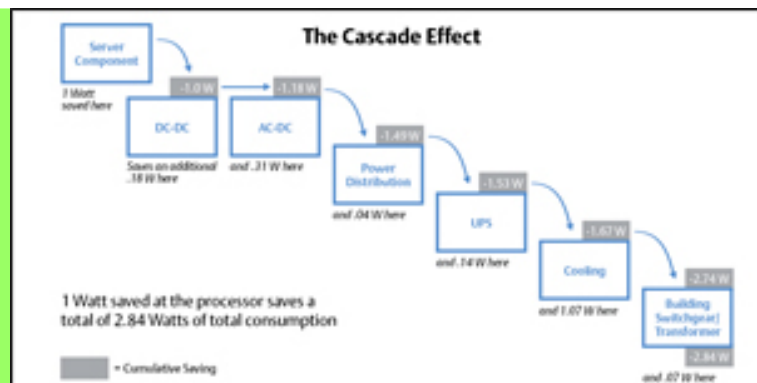 The Cascade Effect
Server
Component
1 Watt
saved here
-1.0 W
DC-DC
Saves an additional
.18 W here
-1.18 W
AC-DC
and .31 W here
-1.49 W
Power
Distribution
and .04 W here
-1.53 W
UPS
and .14 W here
-1.67 W
Cooling
and 1.07 W here
-2.74 W
Building
Switchgear/
Transformer
-2.84 W
and .07 W here
1 Watt saved at the processor saves a
total of 2.84 Watts of total consumption
= Cumulative Saving